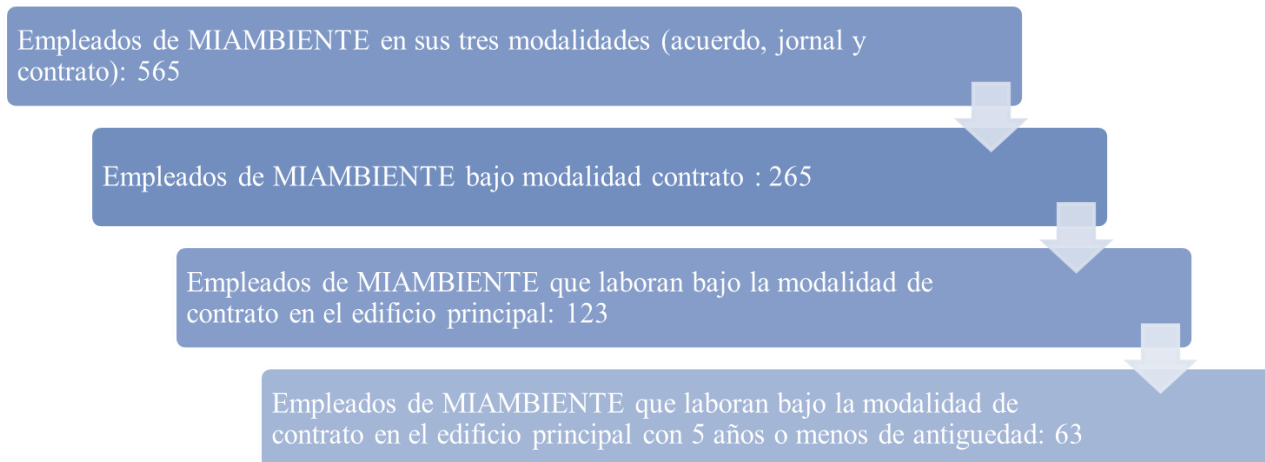 Empleados de MIAMBIENTE en sus tres modalidades (acuerdo, jornal y
contrato): 565
Empleados de MIAMBIENTE bajo modalidad contrato : 265
Empleados de MIAMBIENTE que laboran bajo la modalidad de
contrato en el edificio principal: 123
Empleados de MIAMBIENTE que laboran bajo la modalidad de
contrato en el edificio principal con 5 años o menos de antiguedad: 63